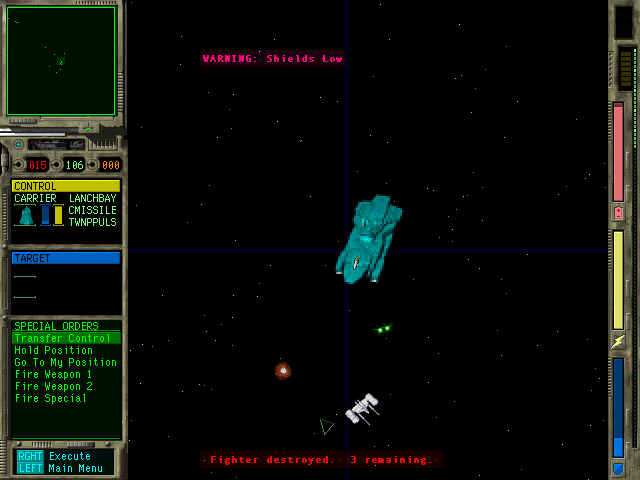 WARNING: Shields Low
015 106 000
CONTROL
CARRIER LANCHBAY
CMISSILE
TWNPPULS
TARGET
SPECIAL ORDERS
Transfer Control
Hold Position
Go To My Position
Fire Weapon 1
Fire Weapon 2
Fire Special
RGHT Execute
LEFT Main Menu
Fighter destroyed. 3 remaining.